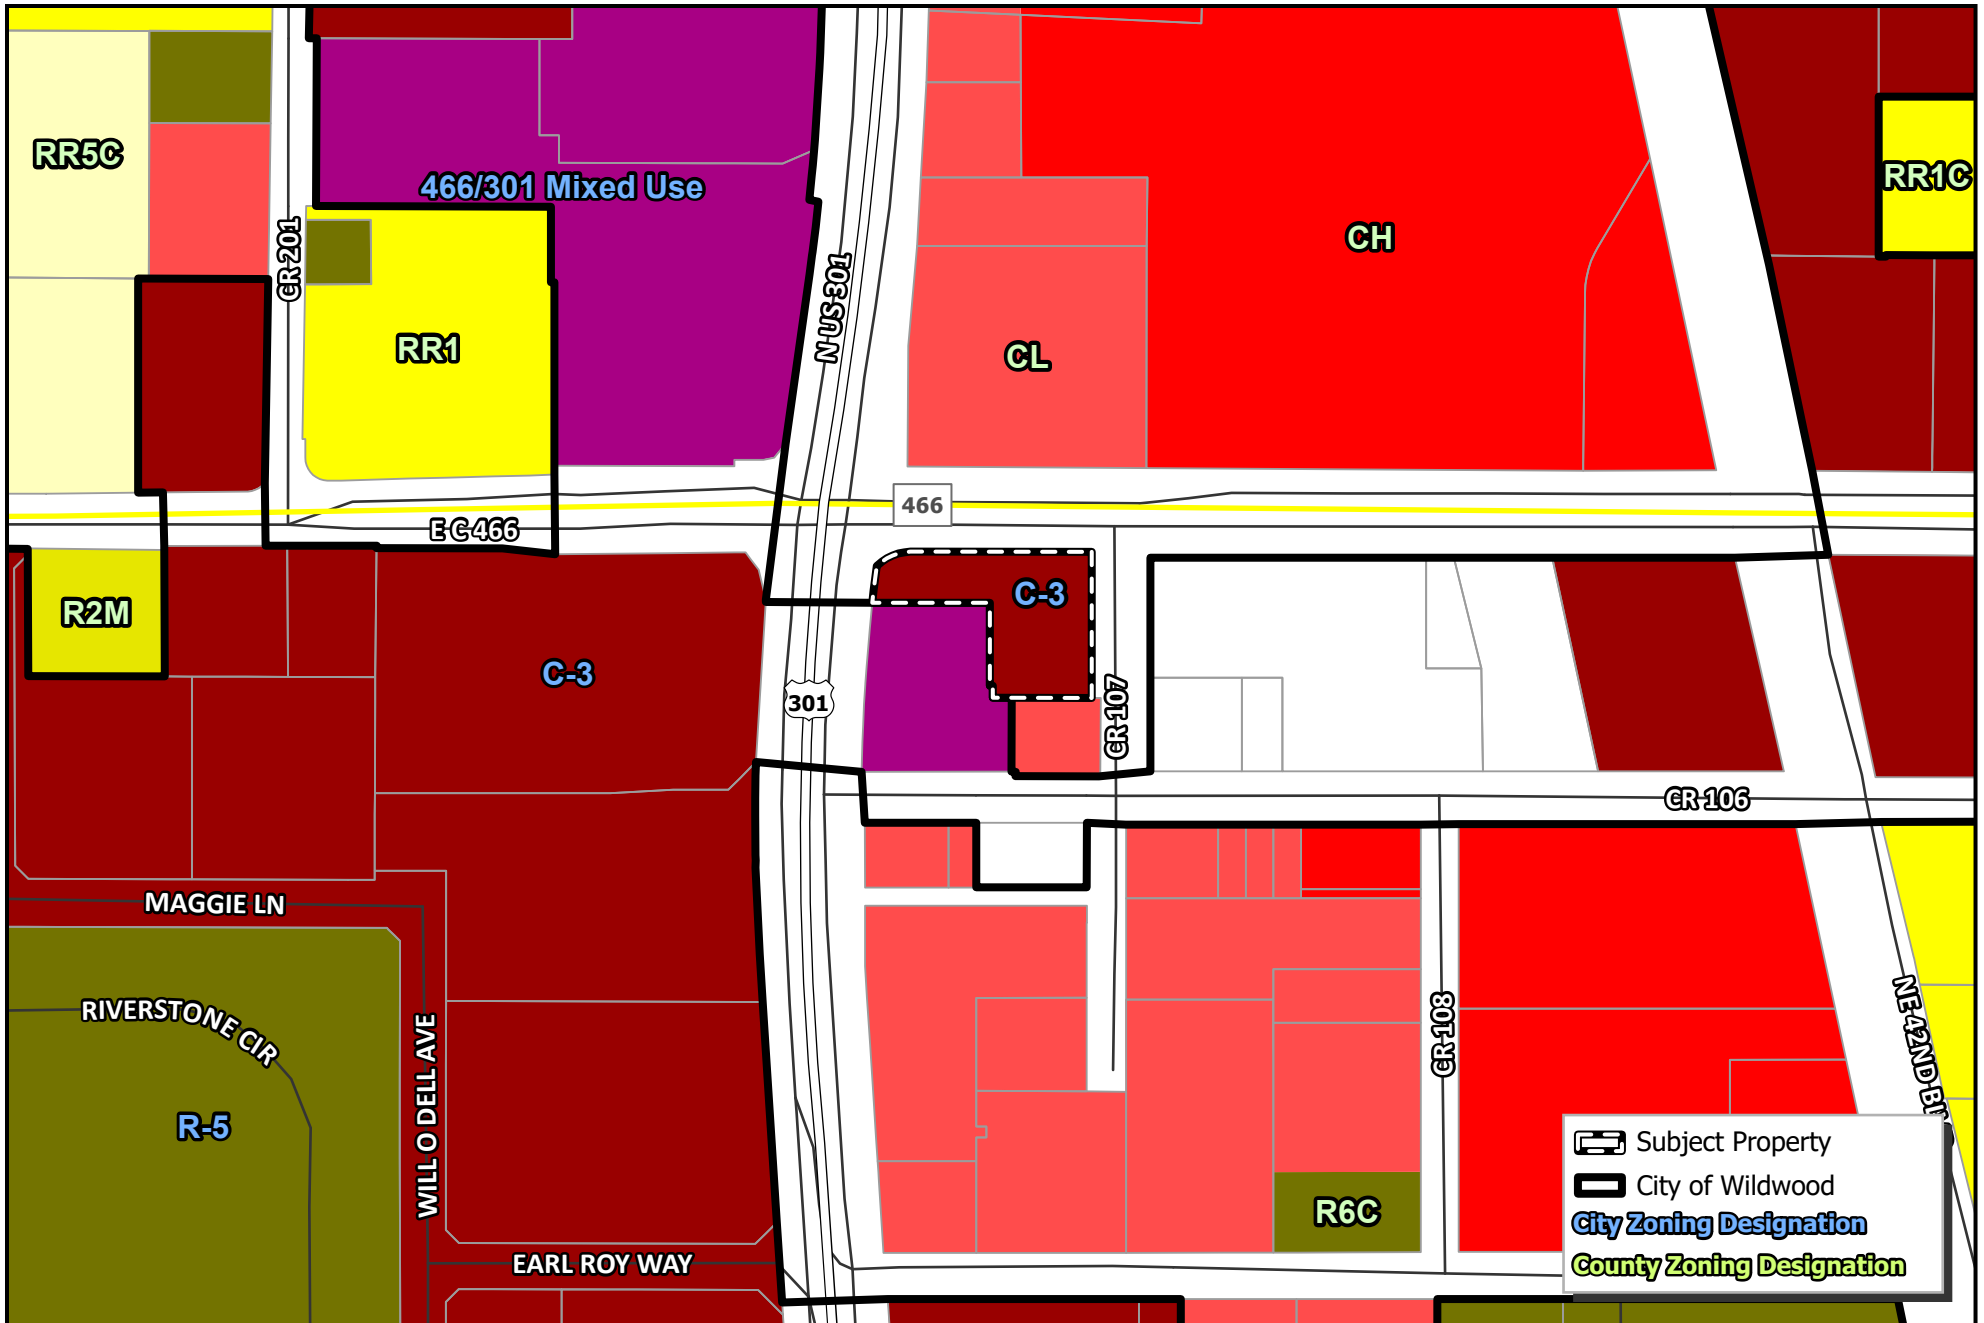 RR5C
466/301 Mixed Use
RR1C
CR 201
N US 301
CH
RR1
CL
466
E C 466
R2M
C-3
C-3
301
CR 107
CR 106
MAGGIE LN
RIVERSTONE CIR
WILL O DELL AVE
CR 108
NE 42ND
R-5
R6C
EARL ROY WAY
Subject Property
City of Wildwood
City Zoning Designation
County Zoning Designation